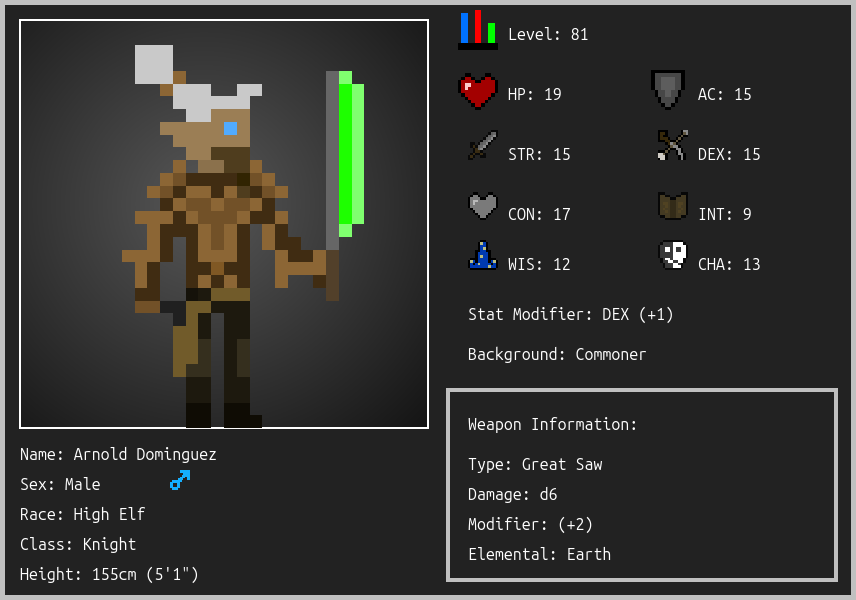 Level: 81
HP: 19
AC: 15
STR: 15
DEX: 15
CON: 17
INT: 9
WIS: 12
CHA: 13
Stat Modifier: DEX (+1)
Background: Commoner
Weapon Information:
Type: Great Saw
Damage: d6
Modifier: (+2)
Elemental: Earth
Name: Arnold Dominguez
Sex: Male
Race: High Elf
Class: Knight
Height: 155cm (5'1")